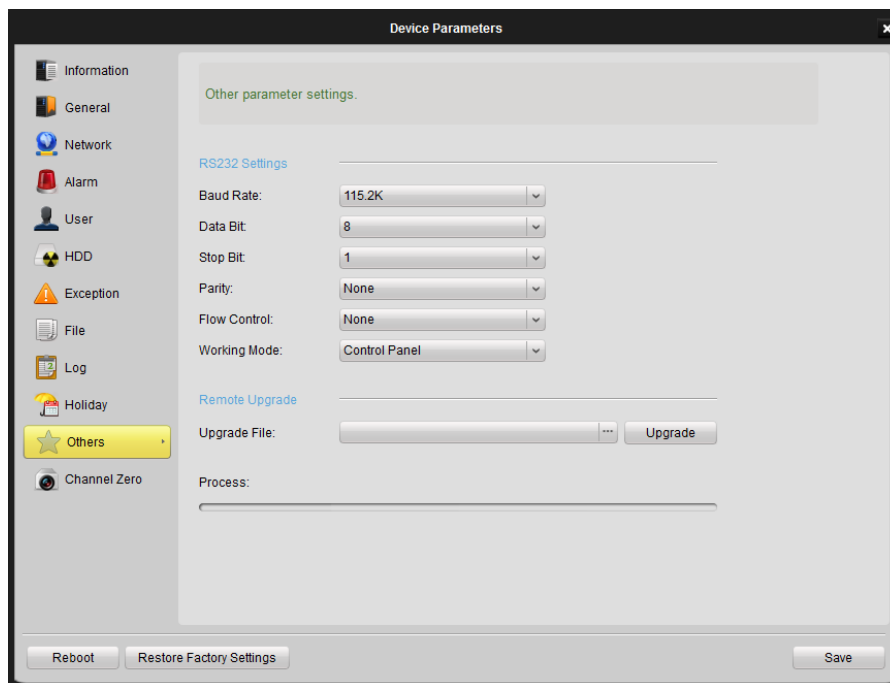 Device Parameters
Information
General
Network
Alarm
User
HDD
Exception
File
Log
Holiday
Others
Channel Zero
Other parameter settings.
RS232 Settings
Baud Rate: 115.2K
Data Bit: 8
Stop Bit: 1
Parity: None
Flow Control: None
Working Mode: Control Panel
Remote Upgrade
Upgrade File: ... Upgrade
Process:
Reboot Restore Factory Settings Save